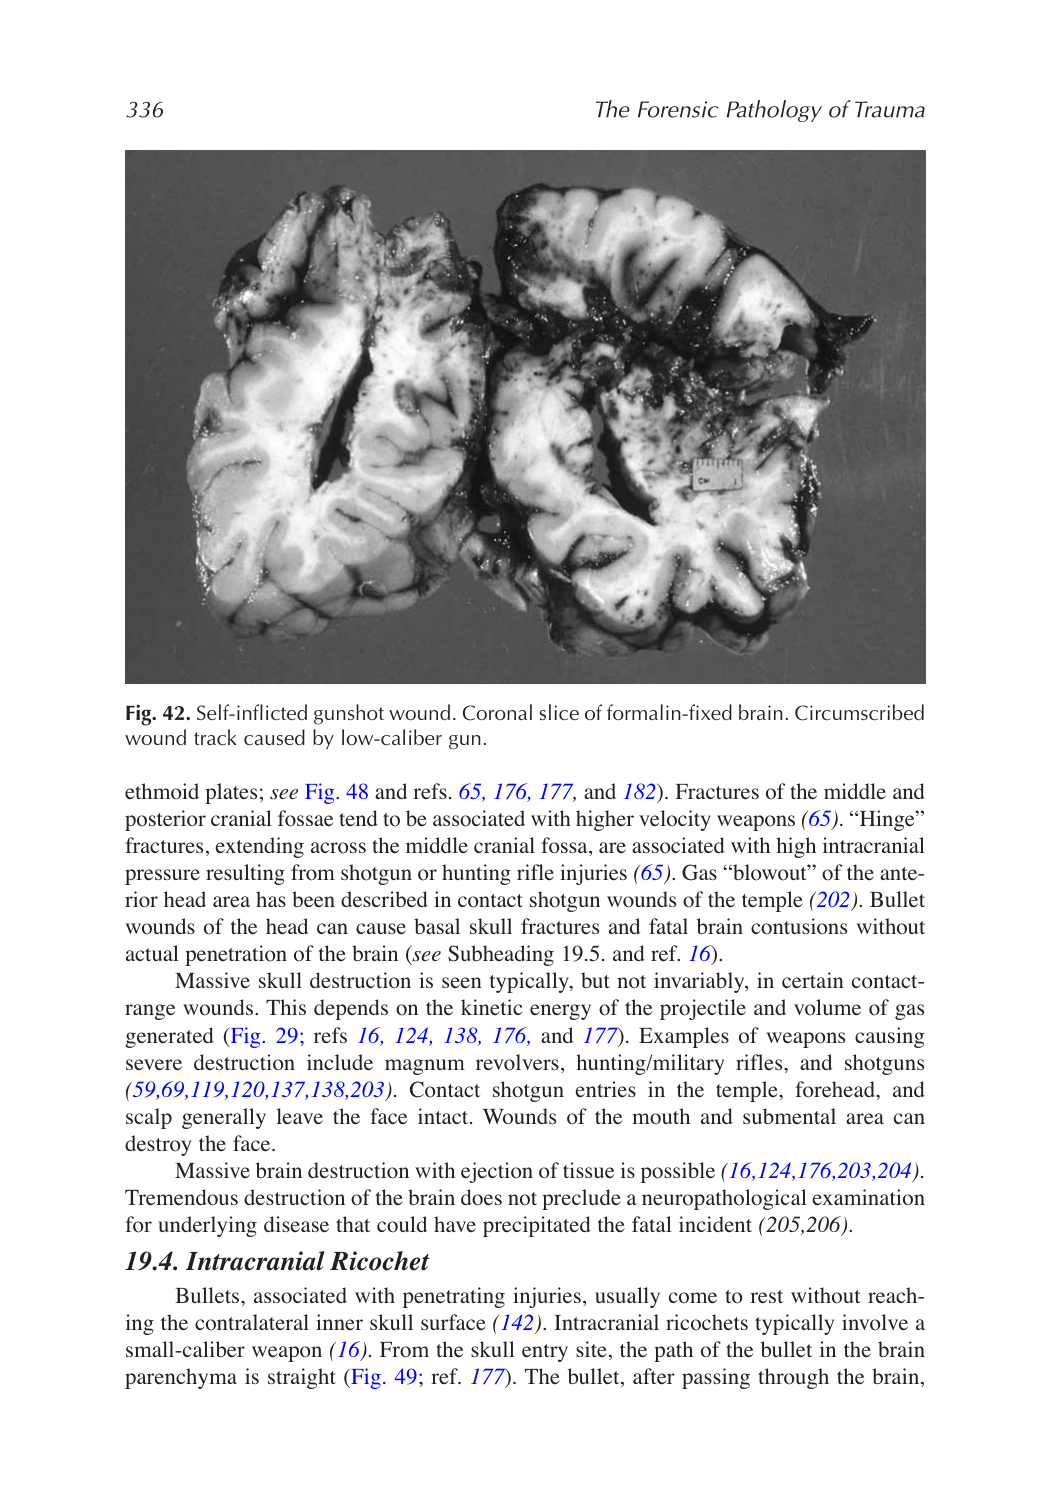 336
The Forensic Pathology of Trauma
CM
Fig. 42. Self-inflicted gunshot wound. Coronal slice of formalin-fixed brain. Circumscribed
wound track caused by low-caliber gun.
ethmoid plates; see Fig. 48 and refs. 65, 176, 177, and 182). Fractures of the middle and
posterior cranial fossae tend to be associated with higher velocity weapons (65). “Hinge”
fractures, extending across the middle cranial fossa, are associated with high intracranial
pressure resulting from shotgun or hunting rifle injuries (65). Gas “blowout” of the ante-
rior head area has been described in contact shotgun wounds of the temple (202). Bullet
wounds of the head can cause basal skull fractures and fatal brain contusions without
actual penetration of the brain (see Subheading 19.5. and ref. 16).
Massive skull destruction is seen typically, but not invariably, in certain contact-
range wounds. This depends on the kinetic energy of the projectile and volume of gas
generated (Fig. 29; refs 16, 124, 138, 176, and 177). Examples of weapons causing
severe destruction include magnum revolvers, hunting/military rifles, and shotguns
(59,69,119,120,137,138,203). Contact shotgun entries in the temple, forehead, and
scalp generally leave the face intact. Wounds of the mouth and submental area can
destroy the face.
Massive brain destruction with ejection of tissue is possible (16,124,176,203,204).
Tremendous destruction of the brain does not preclude a neuropathological examination
for underlying disease that could have precipitated the fatal incident (205,206).
19.4. Intracranial Ricochet
Bullets, associated with penetrating injuries, usually come to rest without reach-
ing the contralateral inner skull surface (142). Intracranial ricochets typically involve a
small-caliber weapon (16). From the skull entry site, the path of the bullet in the brain
parenchyma is straight (Fig. 49; ref. 177). The bullet, after passing through the brain,